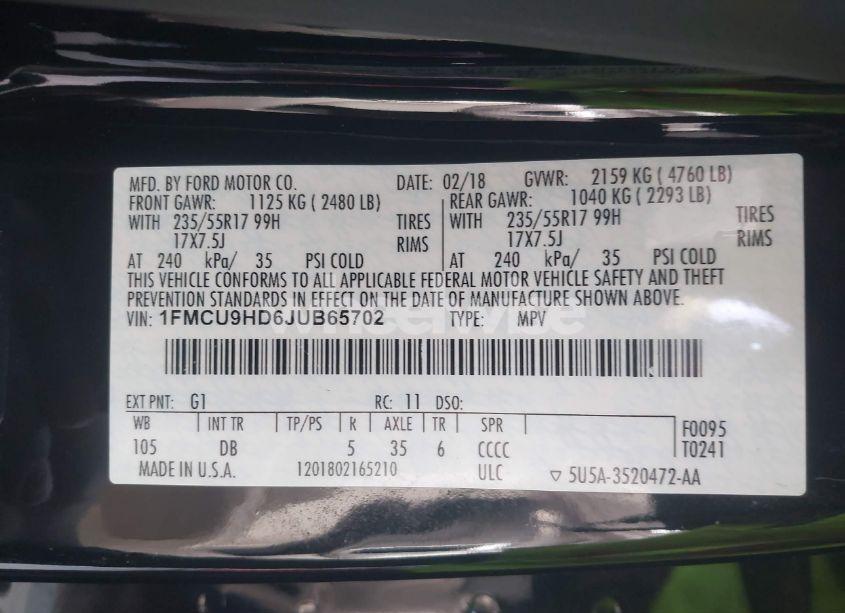 MFD. BY FORD MOTOR CO. DATE: 02/18 GVWR: 2159 KG ( 4760 LB)
FRONT GAWR: 1125 KG ( 2480 LB) REAR GAWR: 1040 KG ( 2293 LB)
WITH 235/55R17 99H TIRES WITH 235/55R17 99H TIRES
17X7.5J RIMS 17X7.5J RIMS
AT 240 kPa/ 35 PSI COLD AT 240 kPa/ 35 PSI COLD
THIS VEHICLE CONFORMS TO ALL APPLICABLE FEDERAL MOTOR VEHICLE SAFETY AND THEFT
PREVENTION STANDARDS IN EFFECT ON THE DATE OF MANUFACTURE SHOWN ABOVE.
VIN: 1FMCU9HD6JUB65702 TYPE: MPV
EXT PNT: G1 RC: 11 DSO:
WB INT TR TP/PS R AXLE TR SPR F0095
105 DB 5 35 6 CCCC T0241
MADE IN U.S.A. 1201802165210 ULC ▽ 5U5A-3520472-AA